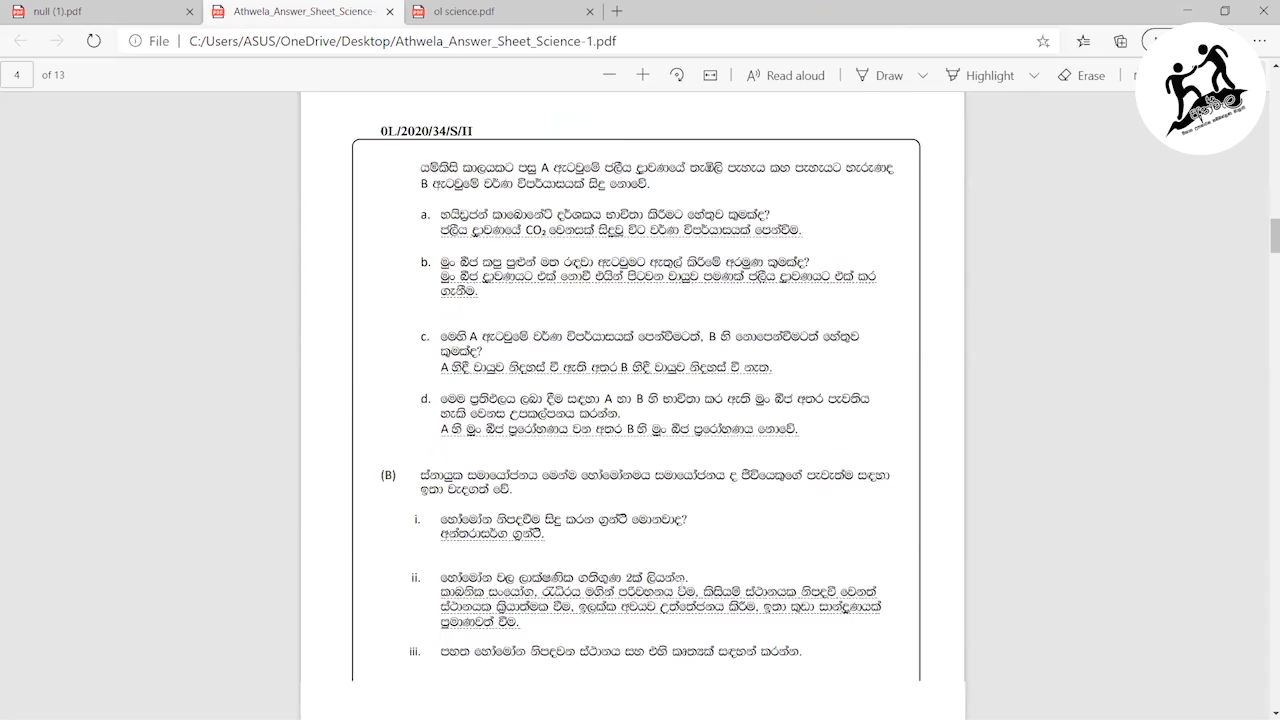 null (1).pdf
Athwela_Answer_Sheet_Science-
ol science.pdf
File
C:/Users/ASUS/OneDrive/Desktop/Athwela_Answer_Sheet_Science-1.pdf
4 of 13
Read aloud
Draw
Highlight
Erase
අත්වැල
0L/2020/34/S/II
යම්කිසි කාලයකට පසු A ඇටවුමේ ජලීය ද්‍රාවණයේ තැඹිලි පැහැය කහ පැහැයට හැරුණද
B ඇටවුමේ වර්ණ විපර්යාසයක් සිදු නොවේ.
a. හයිඩ්‍රජන් කාබොනේට් දර්ශකය භාවිතා කිරීමට හේතුව කුමක්ද?
ජලීය ද්‍රාවණයේ CO₂ වෙනසක් සිදුවූ විට වර්ණ විපර්යාසයක් පෙන්වීම.
b. මුං බීජ කපු පුළුන් මත රඳවා ඇටවුමට ඇතුල් කිරීමේ අරමුණ කුමක්ද?
මුං බීජ ද්‍රාවණයට එක් නොවී එයින් පිටවන වායුව පමණක් ජලීය ද්‍රාවණයට එක් කර
ගැනීම.
c. මෙහි A ඇටවුමේ වර්ණ විපර්යාසයක් පෙන්වීමටත්, B හි නොපෙන්වීමටත් හේතුව
කුමක්ද?
A හිදී වායුව නිදහස් වී ඇති අතර B හිදී වායුව නිදහස් වී නැත.
d. මෙම ප්‍රතිඵලය ලබා දීම සඳහා A හා B හි භාවිතා කර ඇති මුං බීජ අතර පැවතිය
හැකි වෙනස උපකල්පනය කරන්න.
A හි මුං බීජ ප්‍රරෝහණය වන අතර B හි මුං බීජ ප්‍රරෝහණය නොවේ.
(B) ස්නායුක සමායෝජනය මෙන්ම හෝමෝනමය සමායෝජනය ද ජීවියෙකුගේ පැවැත්ම සඳහා
ඉතා වැදගත් වේ.
i. හෝමෝන නිපදවීම සිදු කරන ග්‍රන්ථි මොනවාද?
අන්තරාසර්ග ග්‍රන්ථි.
ii. හෝමෝන වල ලාක්ෂණික ගතිගුණ 2ක් ලියන්න.
කාබනික සංයෝග, රුධිරය මගින් පරිවහනය වීම, කිසියම් ස්ථානයක නිපදවී වෙනත්
ස්ථානයක ක්‍රියාත්මක වීම, ඉලක්ක අවයව උත්තේජනය කිරීම, ඉතා කුඩා සාන්ද්‍රණයක්
ප්‍රමාණවත් වීම.
iii. පහත හෝමෝන නිපදවන ස්ථානය සහ එහි කෘත්‍යක් සඳහන් කරන්න.